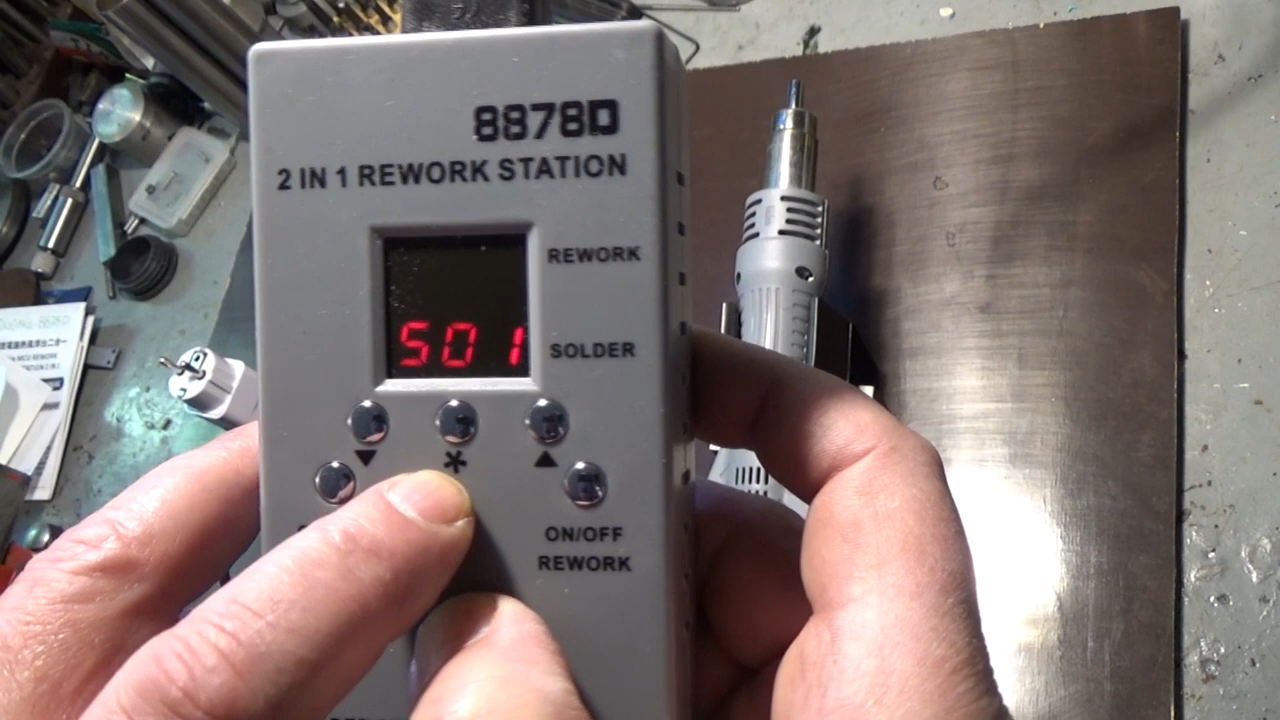 8878D
2 IN 1 REWORK STATION
REWORK
501
SOLDER
ON/OFF
REWORK